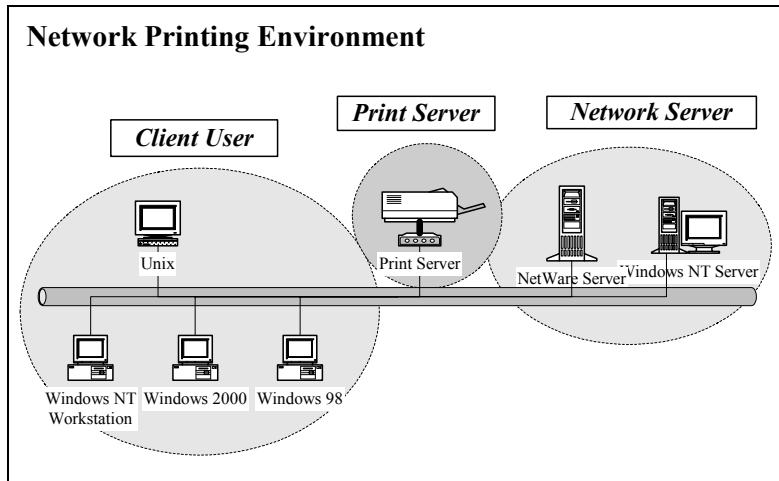 Network Printing Environment
Print Server
Network Server
Client User
Unix
Print Server
NetWare Server
Windows NT Server
Windows NT
Workstation
Windows 2000
Windows 98